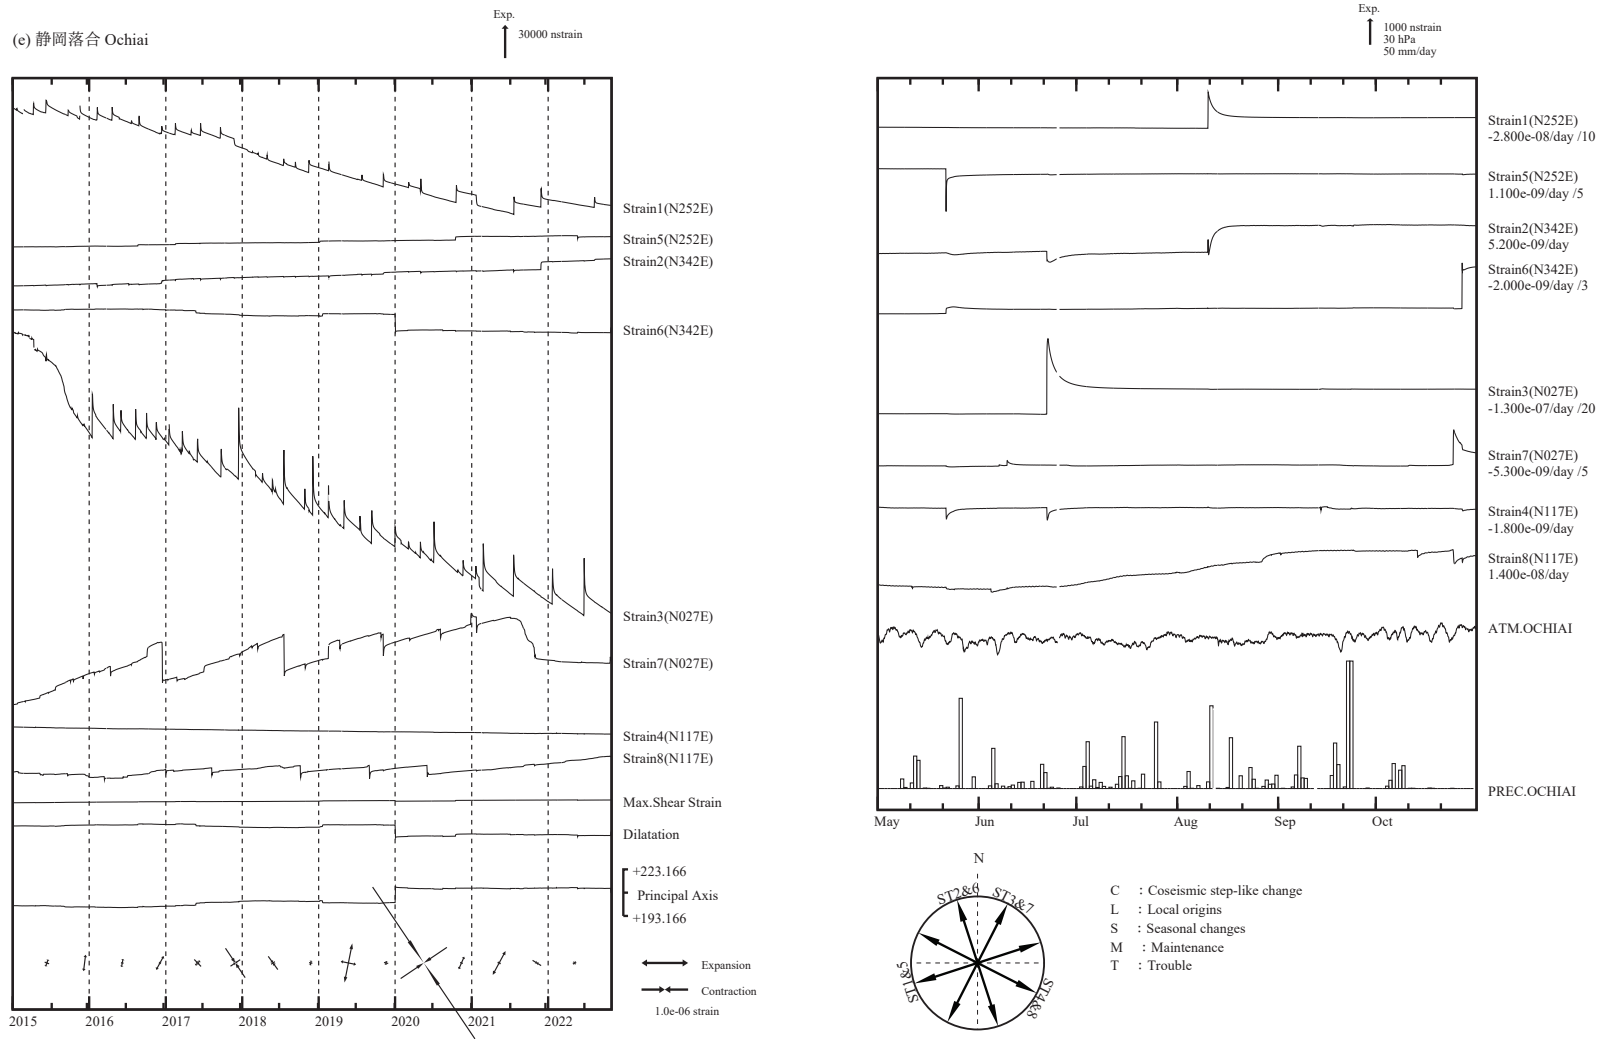 (e) 静岡落合 Ochiai
Exp.
30000 nstrain
Strain1(N252E)
Strain5(N252E)
Strain2(N342E)
Strain6(N342E)
Strain3(N027E)
Strain7(N027E)
Strain4(N117E)
Strain8(N117E)
Max.Shear Strain
Dilatation
+223.166
Principal Axis
+193.166
Expansion
Contraction
1.0e-06 strain
2015 2016 2017 2018 2019 2020 2021 2022
Exp.
1000 nstrain
30 hPa
50 mm/day
Strain1(N252E)
-2.800e-08/day /10
Strain5(N252E)
1.100e-09/day /5
Strain2(N342E)
5.200e-09/day
Strain6(N342E)
-2.000e-09/day /3
Strain3(N027E)
-1.300e-07/day /20
Strain7(N027E)
-5.300e-09/day /5
Strain4(N117E)
-1.800e-09/day
Strain8(N117E)
1.400e-08/day
ATM.OCHIAI
PREC.OCHIAI
May Jun Jul Aug Sep Oct
N
ST2&6 ST3&7
ST1&5
ST4&8
C : Coseismic step-like change
L : Local origins
S : Seasonal changes
M : Maintenance
T : Trouble